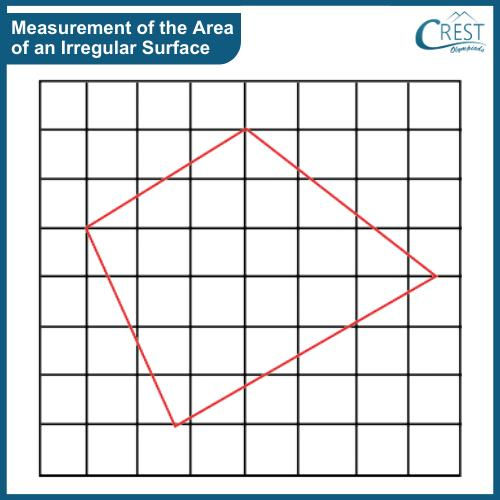 Measurement of the Area
of an Irregular Surface
CREST
Olympiads